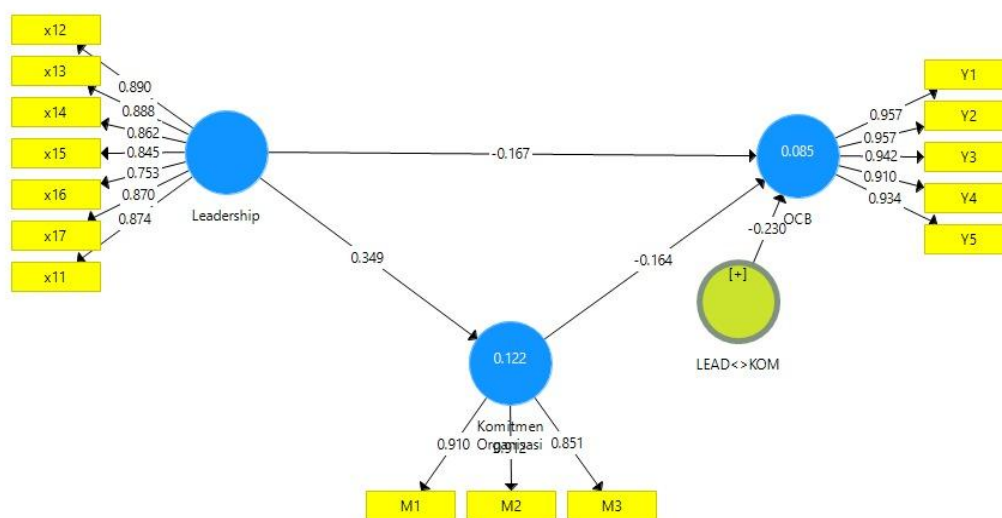 x12
x13
x14
x15
x16
x17
x11
0.890
0.888
0.862
0.845
0.753
0.870
0.874
Leadership
-0.167
0.349
0.085
OCB
0.957
0.957
0.942
0.910
0.934
Y1
Y2
Y3
Y4
Y5
-0.164
-0.230
[+]
LEAD<>KOM
0.122
Komitmen
Organisasi
0.910
0.912
0.851
M1
M2
M3